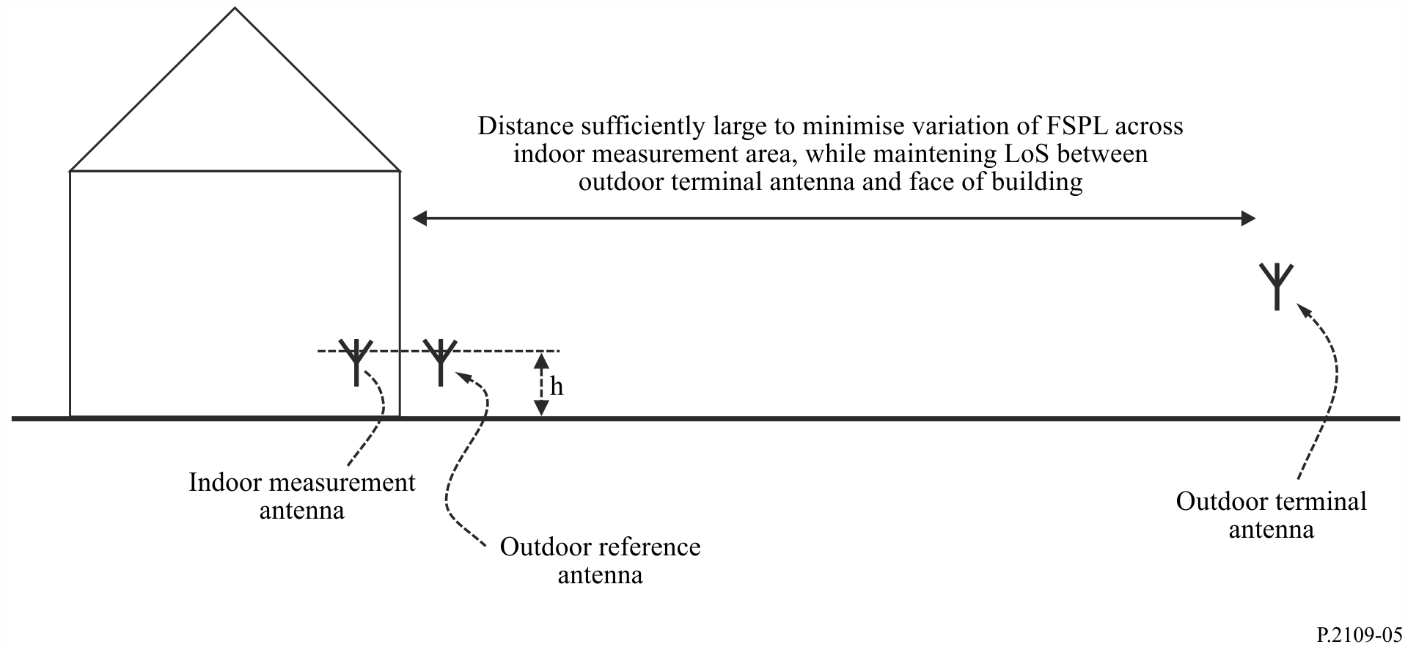 Distance sufficiently large to minimise variation of FSPL across
indoor measurement area, while maintening LoS between
outdoor terminal antenna and face of building
h
Indoor measurement
antenna
Outdoor reference
antenna
Outdoor terminal
antenna
P.2109-05